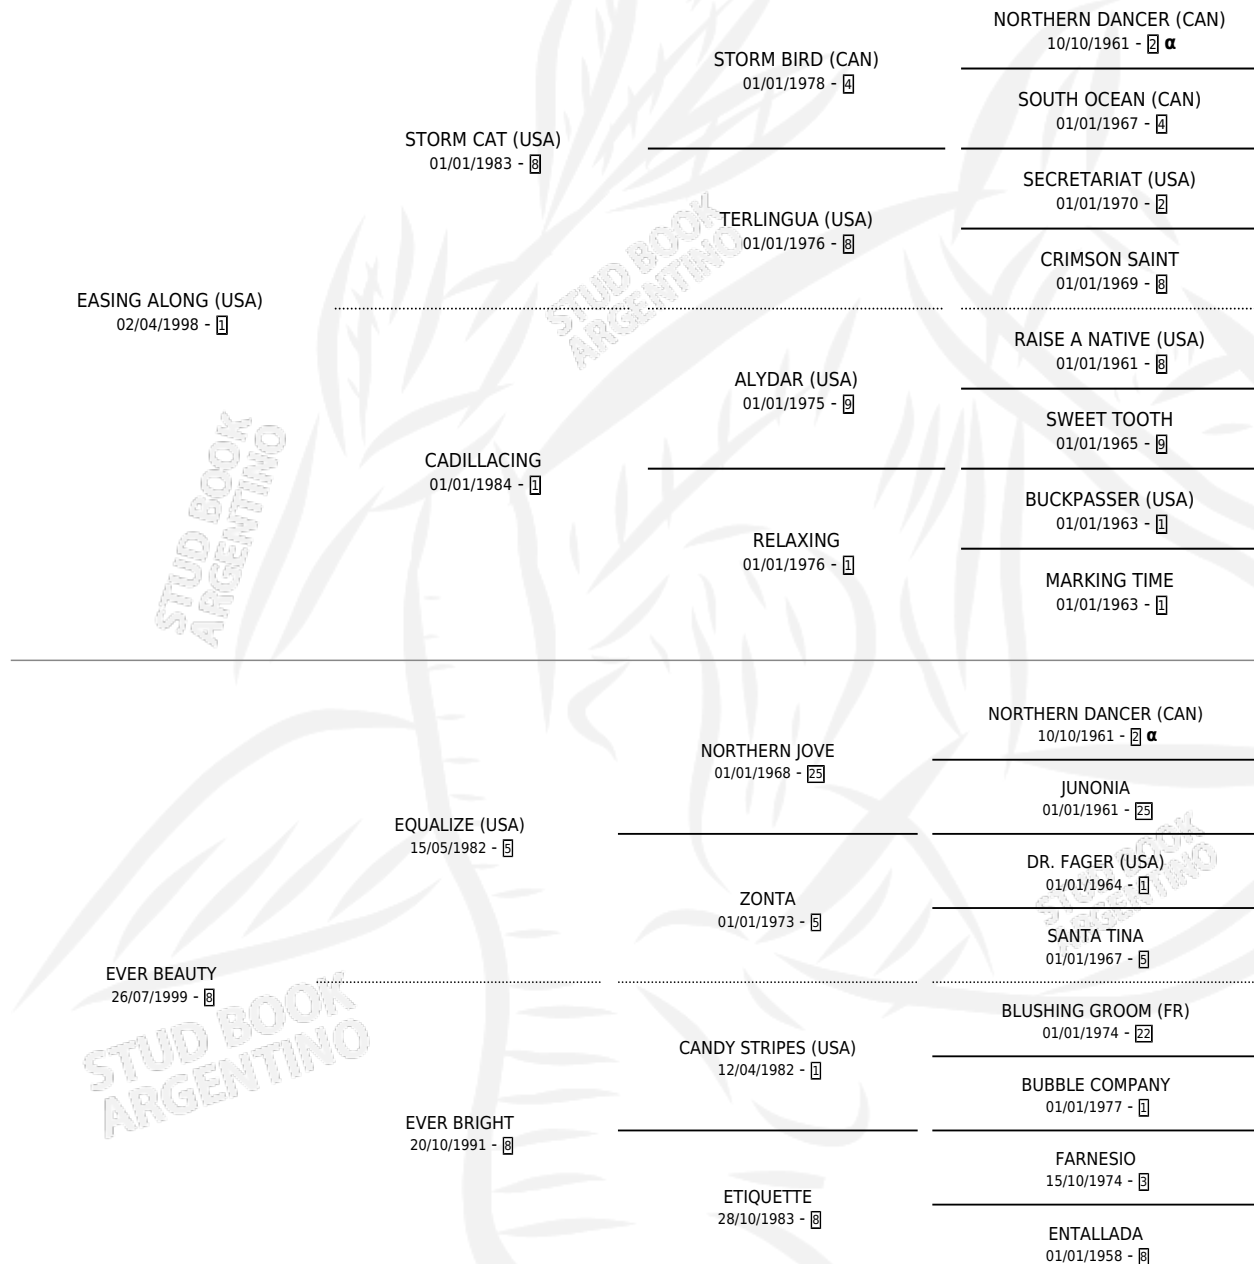 NORTHERN DANCER (CAN)
10/10/1961 - 2 α
STORM BIRD (CAN)
01/01/1978 - 4
SOUTH OCEAN (CAN)
01/01/1967 - 4
STORM CAT (USA)
01/01/1983 - 8
SECRETARIAT (USA)
01/01/1970 - 2
TERLINGUA (USA)
01/01/1976 - 8
CRIMSON SAINT
01/01/1969 - 8
EASING ALONG (USA)
02/04/1998 - 1
RAISE A NATIVE (USA)
01/01/1961 - 8
ALYDAR (USA)
01/01/1975 - 9
SWEET TOOTH
01/01/1965 - 9
CADILLACING
01/01/1984 - 1
BUCKPASSER (USA)
01/01/1963 - 1
RELAXING
01/01/1976 - 1
MARKING TIME
01/01/1963 - 1
STUD BOOK
ARGENTINO
STUD BOOK
ARGENTINO
NORTHERN DANCER (CAN)
10/10/1961 - 2 α
NORTHERN JOVE
01/01/1968 - 25
JUNONIA
01/01/1961 - 25
EQUALIZE (USA)
15/05/1982 - 5
DR. FAGER (USA)
01/01/1964 - 1
ZONTA
01/01/1973 - 5
SANTA TINA
01/01/1967 - 5
EVER BEAUTY
26/07/1999 - 8
BLUSHING GROOM (FR)
01/01/1974 - 22
CANDY STRIPES (USA)
12/04/1982 - 1
BUBBLE COMPANY
01/01/1977 - 1
EVER BRIGHT
20/10/1991 - 8
FARNESIO
15/10/1974 - 3
ETIQUETTE
28/10/1983 - 8
ENTALLADA
01/01/1958 - 8
STUD BOOK
ARGENTINO
STUD BOOK
ARGENTINO